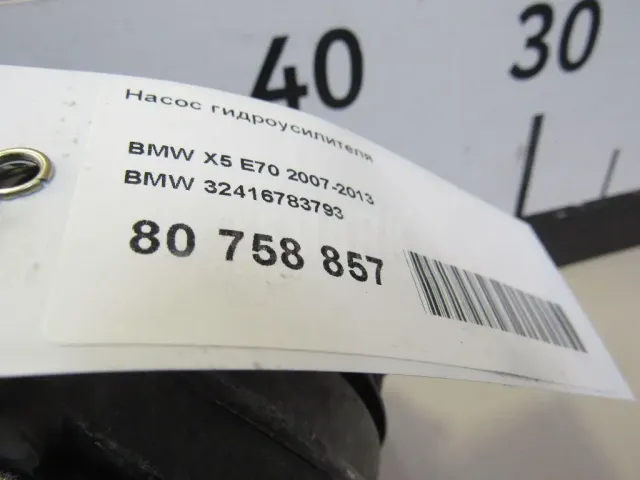 40
30
Насос гидроусилителя
BMW X5 E70 2007-2013
BMW 32416783793
80 758 857